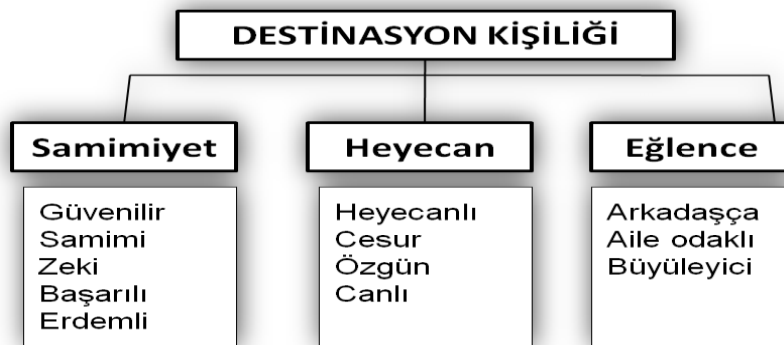 DESTİNASYON KİŞİLİĞİ
Samimiyet
Güvenilir
Samimi
Zeki
Başarılı
Erdemli
Heyecan
Heyecanlı
Cesur
Özgün
Canlı
Eğlence
Arkadaşça
Aile odaklı
Büyüleyici